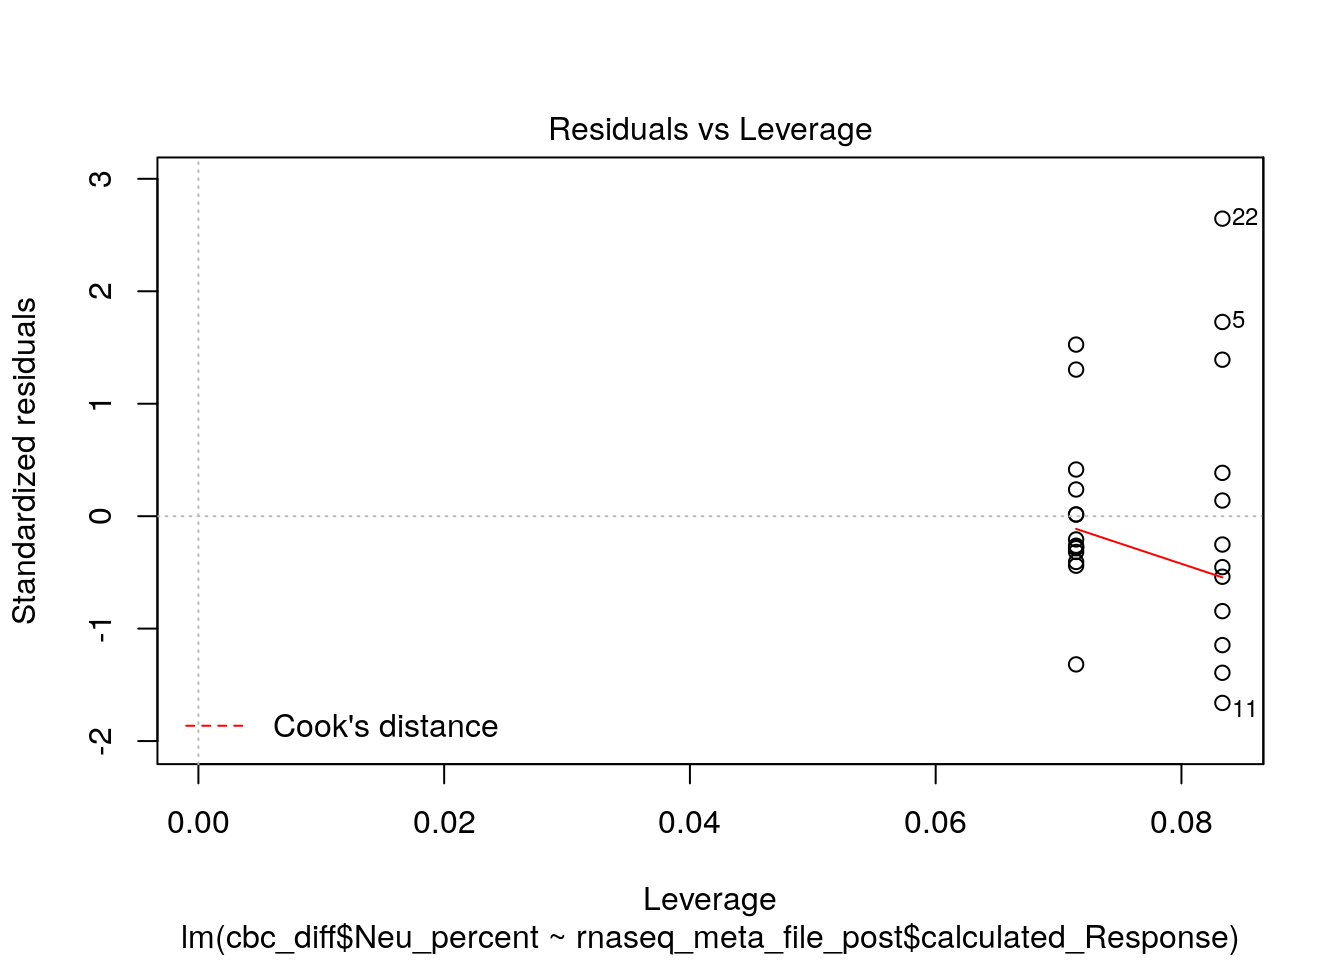 Residuals vs Leverage
Standardized residuals
3
2
1
0
-1
-2
22
5
11
Cook's distance
0.00 0.02 0.04 0.06 0.08
Leverage
lm(cbc_diff$Neu_percent ~ rnaseq_meta_file_post$calculated_Response)